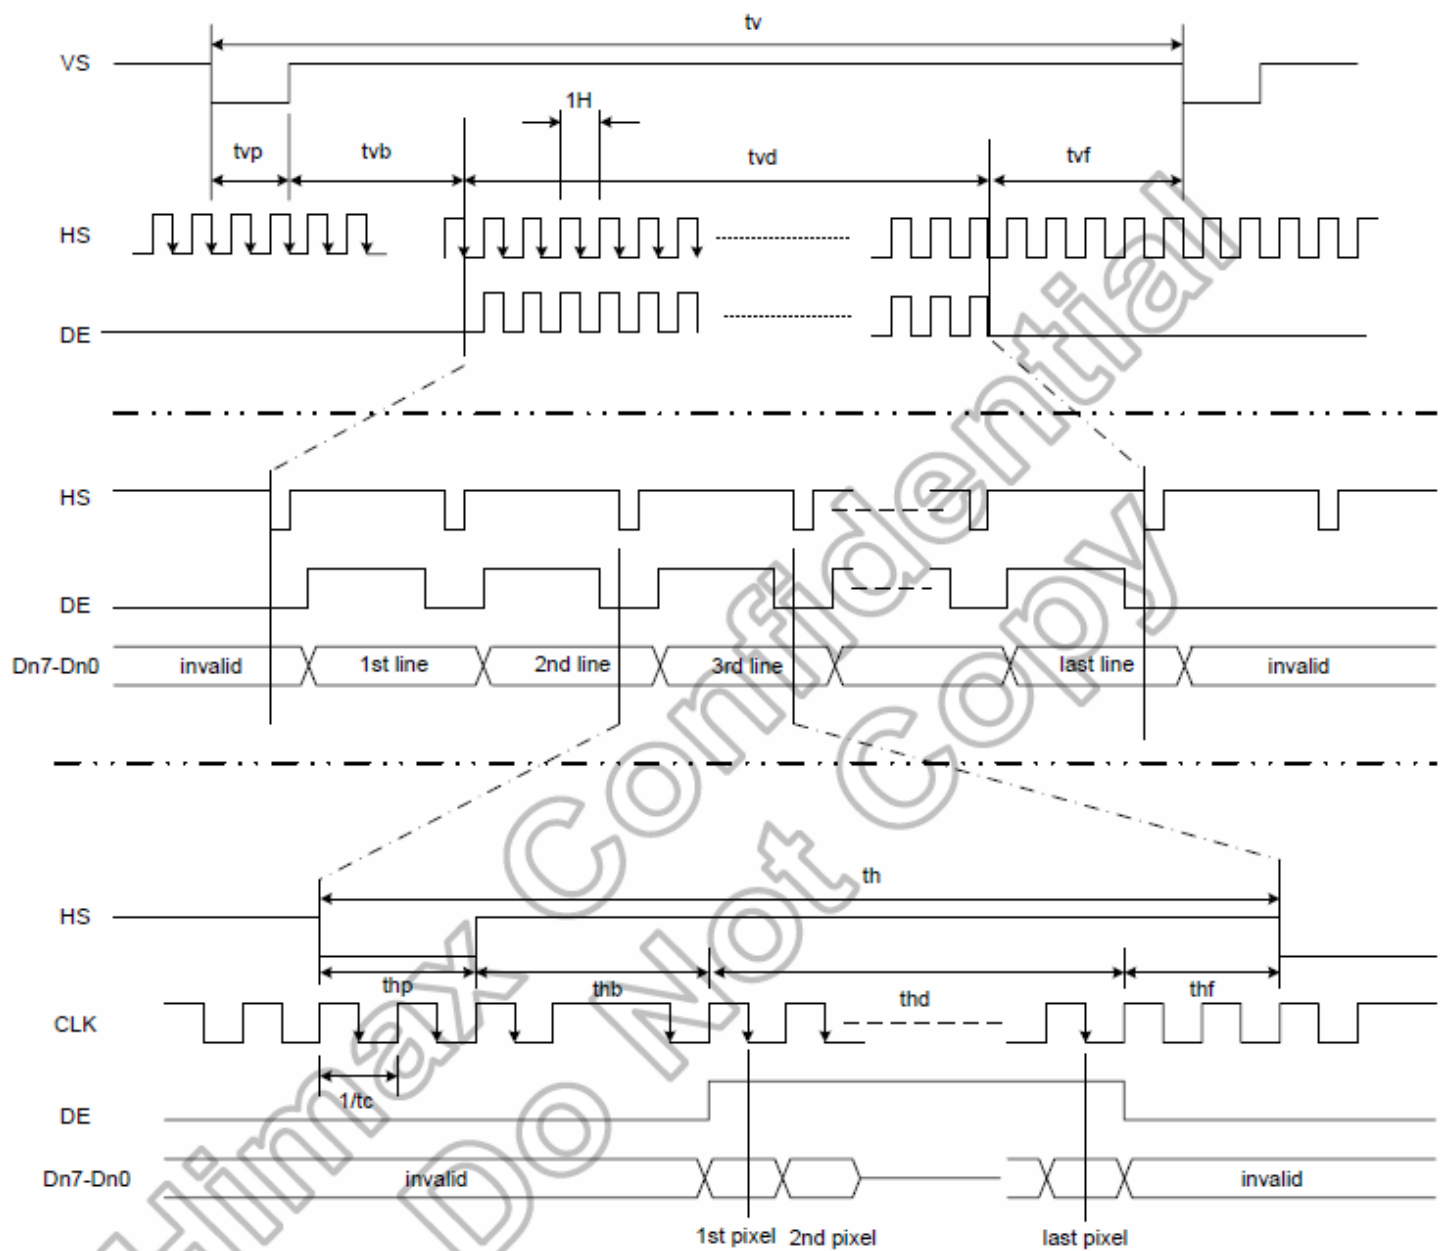 tv
VS
1H
tvp
tvb
tvd
tvf
HS
DE
HS
DE
Dn7-Dn0
invalid
1st line
2nd line
3rd line
last line
invalid
th
HS
thp
thb
thd
thf
CLK
1/tc
DE
Dn7-Dn0
invalid
invalid
1st pixel
2nd pixel
last pixel
Himax Confidential
Do Not Copy